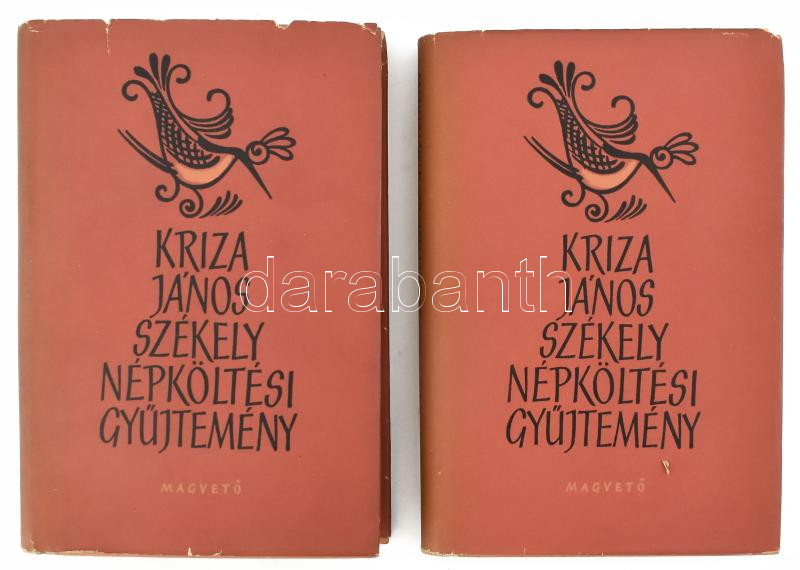 KRIZA
JÁNOS
SZÉKELY
NÉPKÖLTÉSI
GYŰJTEMÉNY
MAGVETŐ
KRIZA
JÁNOS
SZÉKELY
NÉPKÖLTÉSI
GYŰJTEMÉNY
MAGVETŐ
darabanth